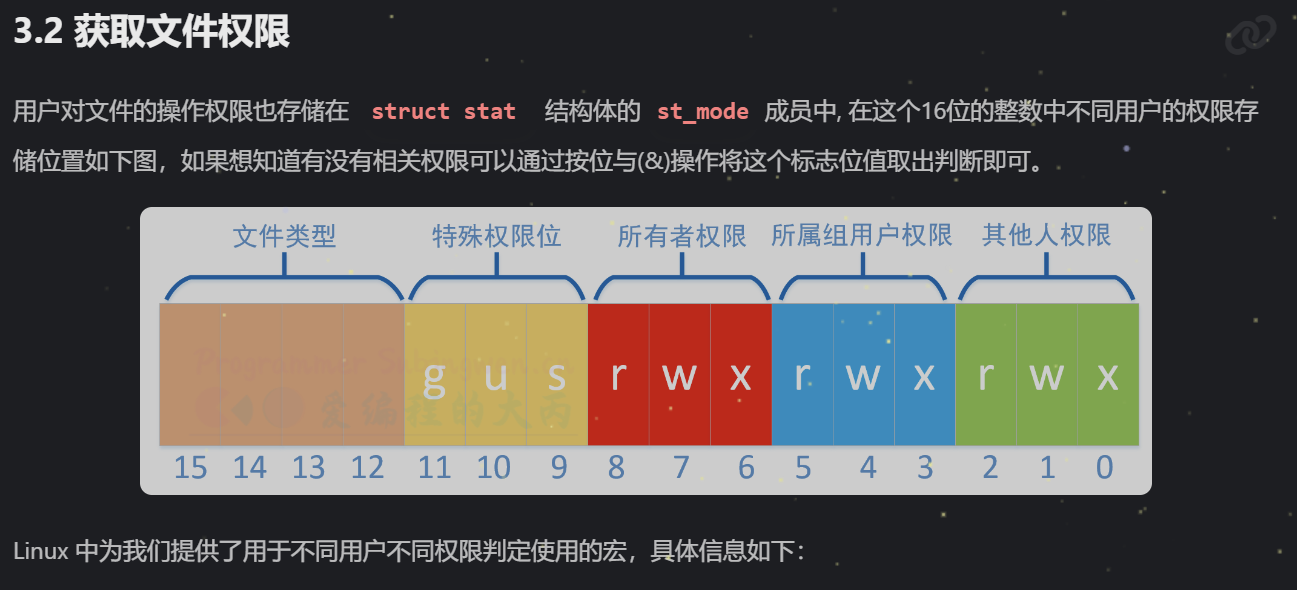 3.2 获取文件权限
用户对文件的操作权限也存储在 struct stat 结构体的 st_mode 成员中, 在这个16位的整数中不同用户的权限存
储位置如下图，如果想知道有没有相关权限可以通过按位与(&)操作将这个标志位值取出判断即可。
文件类型 特殊权限位 所有者权限 所属组用户权限 其他人权限
g u s r w x r w x r w x
爱编程的大丙
15 14 13 12 11 10 9 8 7 6 5 4 3 2 1 0
Linux 中为我们提供了用于不同用户不同权限判定使用的宏，具体信息如下：